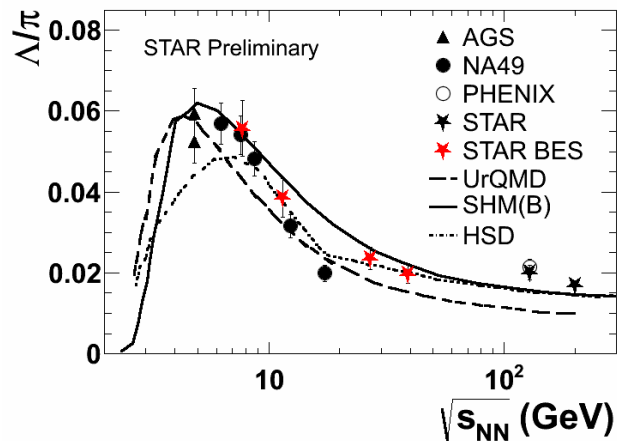 Λ/π
0.08
0.06
0.04
0.02
0
STAR Preliminary
AGS
NA49
PHENIX
STAR
STAR BES
UrQMD
SHM(B)
HSD
10
10²
√s_NN (GeV)